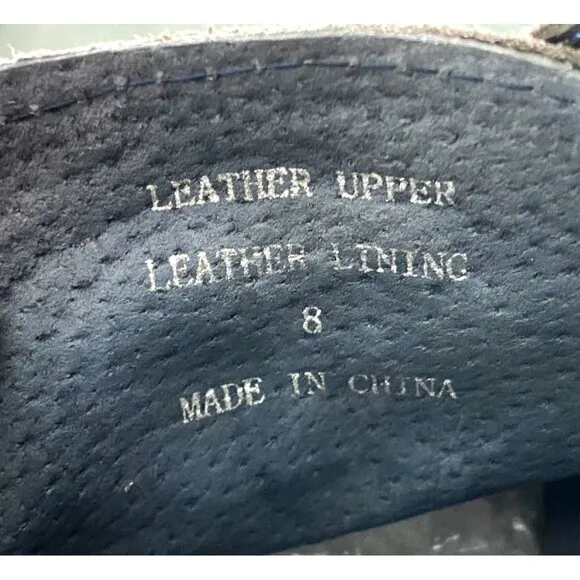 LEATHER UPPER
LEATHER LINING
8
MADE IN CHINA